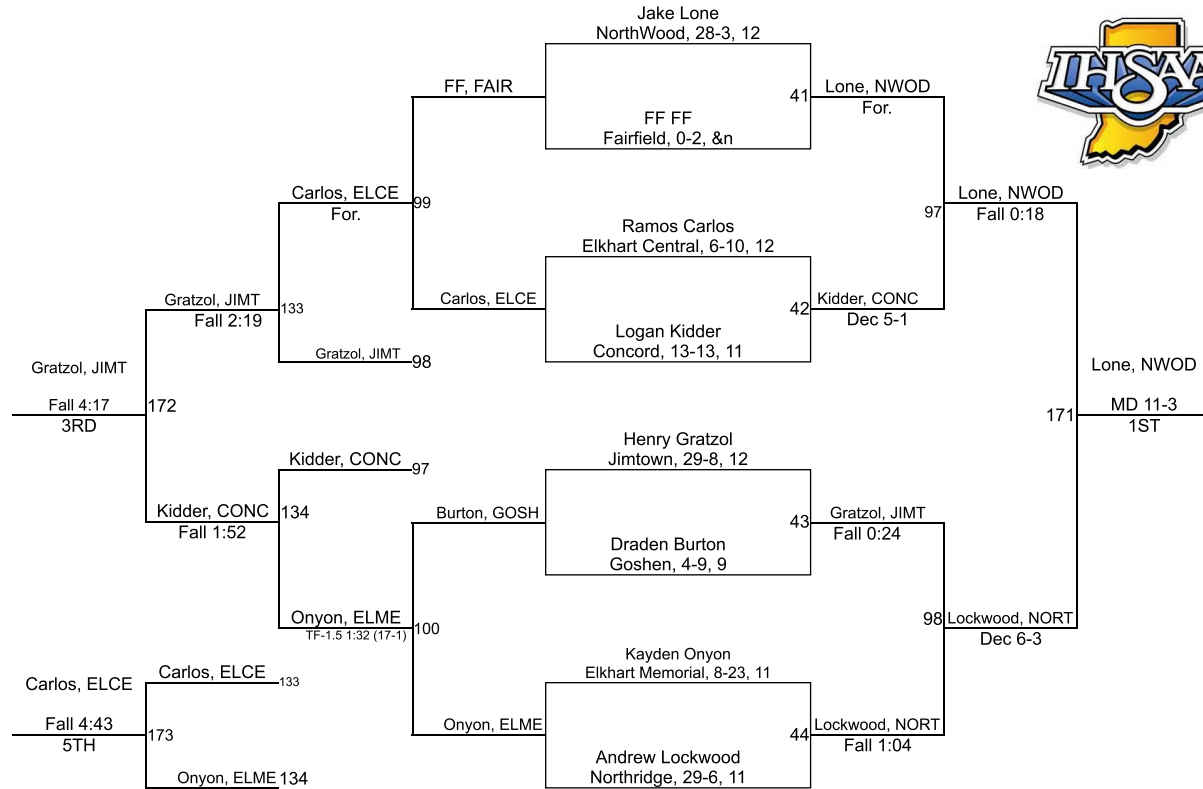 Jake Lone
NorthWood, 28-3, 12
IHSAA
FF, FAIR
41
Lone, NWOD
For.
FF FF
Fairfield, 0-2, &n
Carlos, ELCE
For.
99
97
Lone, NWOD
Fall 0:18
Ramos Carlos
Elkhart Central, 6-10, 12
Gratzol, JIMT
Fall 2:19
133
Carlos, ELCE
42
Kidder, CONC
Dec 5-1
Logan Kidder
Concord, 13-13, 11
Gratzol, JIMT
98
Gratzol, JIMT
Fall 4:17
3RD
172
Lone, NWOD
171
MD 11-3
1ST
Henry Gratzol
Jimtown, 29-8, 12
Kidder, CONC
97
Kidder, CONC
Fall 1:52
134
Burton, GOSH
43
Gratzol, JIMT
Fall 0:24
Draden Burton
Goshen, 4-9, 9
Onyon, ELME
TF-1.5 1:32 (17-1)
100
98
Lockwood, NORT
Dec 6-3
Kayden Onyon
Elkhart Memorial, 8-23, 11
Carlos, ELCE
133
Carlos, ELCE
Fall 4:43
5TH
173
Onyon, ELME
44
Lockwood, NORT
Fall 1:04
Andrew Lockwood
Northridge, 29-6, 11
Onyon, ELME
134